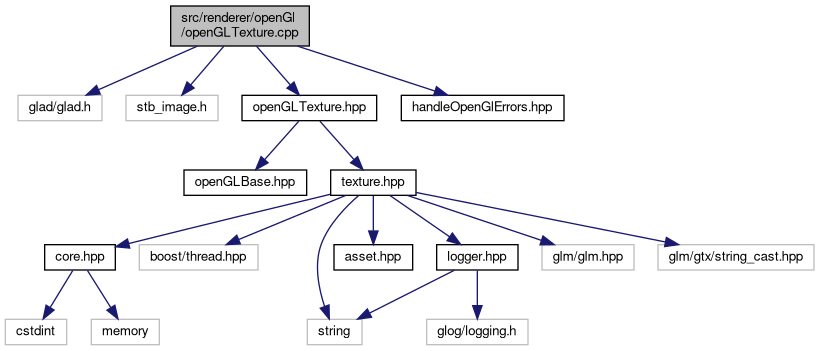 src/renderer/openGl
/openGLTexture.cpp
glad/glad.h
stb_image.h
openGLTexture.hpp
handleOpenGlErrors.hpp
openGLBase.hpp
texture.hpp
core.hpp
boost/thread.hpp
asset.hpp
logger.hpp
glm/glm.hpp
glm/gtx/string_cast.hpp
cstdint
memory
string
glog/logging.h